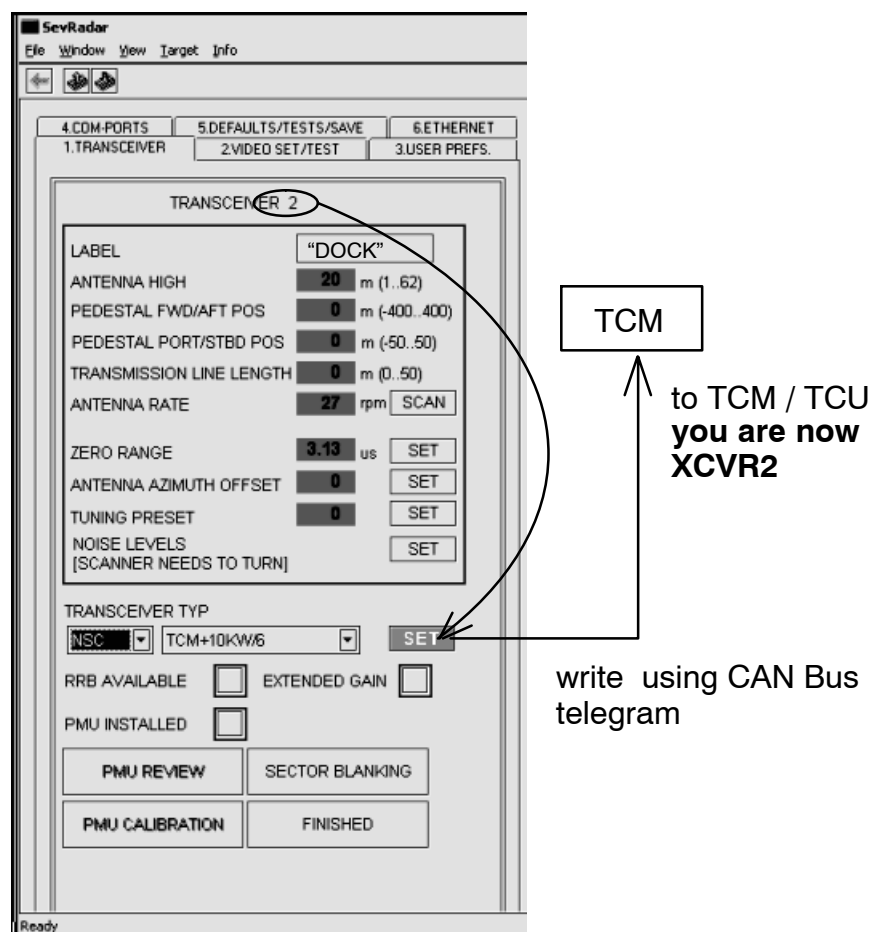 SevRadar
File Window View Target Info
4.COM-PORTS 5.DEFAULTS/TESTS/SAVE 6.ETHERNET
1.TRANSCEIVER 2.VIDEO SET/TEST 3.USER PREFS.
TRANSCEIVER 2
LABEL “DOCK”
ANTENNA HIGH 20 m (1..62)
PEDESTAL FWD/AFT POS 0 m (-400..400)
PEDESTAL PORT/STBD POS 0 m (-50..50)
TRANSMISSION LINE LENGTH 0 m (0..50)
ANTENNA RATE 27 rpm SCAN
ZERO RANGE 3.13 us SET
ANTENNA AZIMUTH OFFSET 0 SET
TUNING PRESET 0 SET
NOISE LEVELS SET
[SCANNER NEEDS TO TURN]
TRANSCEIVER TYP
NSC TCM+10KW/6 SET
RRB AVAILABLE EXTENDED GAIN
PMU INSTALLED
PMU REVIEW SECTOR BLANKING
PMU CALIBRATION FINISHED
Ready
TCM
to TCM / TCU
you are now
XCVR2
write using CAN Bus
telegram